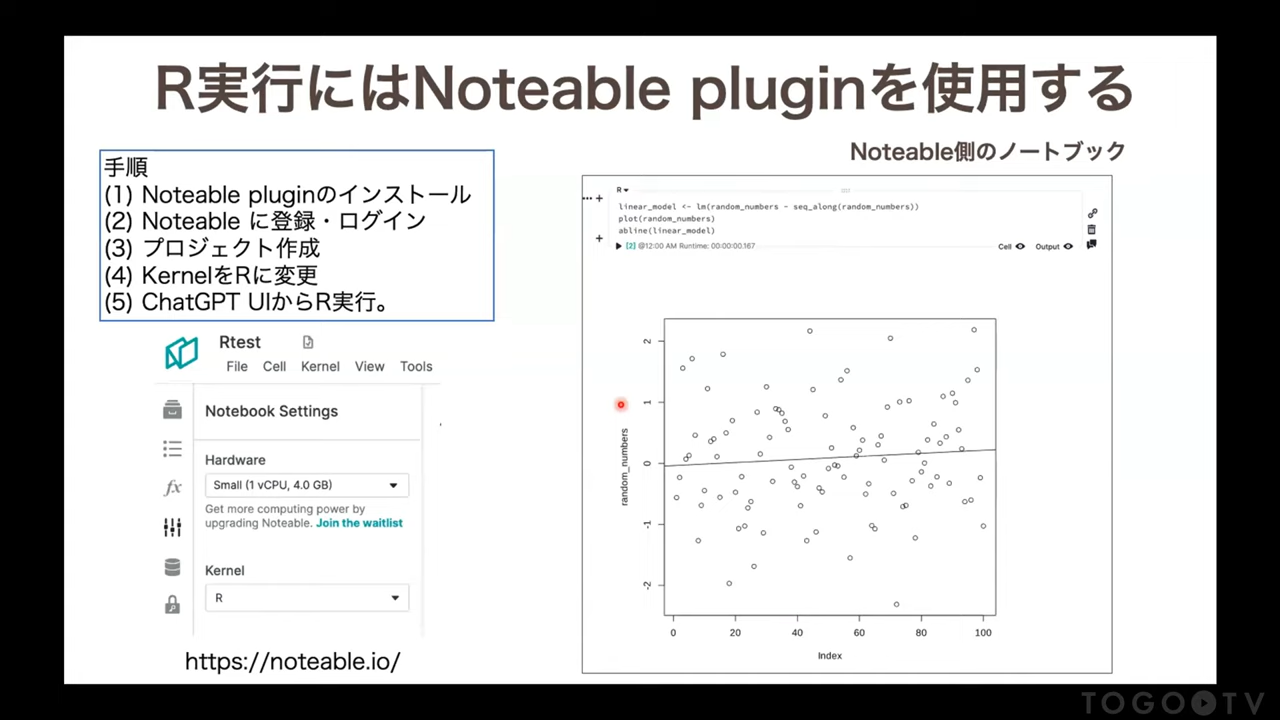 R実行にはNoteable pluginを使用する
手順
(1) Noteable pluginのインストール
(2) Noteable に登録・ログイン
(3) プロジェクト作成
(4) KernelをRに変更
(5) ChatGPT UIからR実行。
Rtest
File Cell Kernel View Tools
Notebook Settings
Hardware
Small (1 vCPU, 4.0 GB)
Get more computing power by
upgrading Noteable. Join the waitlist
Kernel
R
https://noteable.io/
Noteable側のノートブック
R
linear_model <- lm(random_numbers ~ seq_along(random_numbers))
plot(random_numbers)
abline(linear_model)
[2] @12:00 AM Runtime: 00:00:00.167
Cell Output
2
1
0
-1
-2
random_numbers
0 20 40 60 80 100
Index
TOGO TV